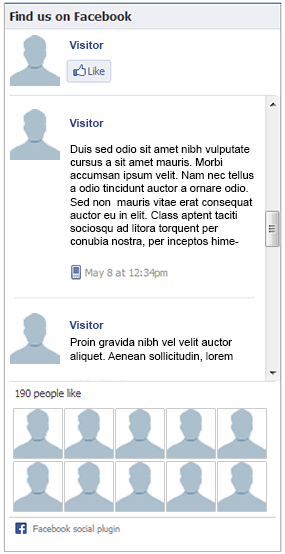 Find us on Facebook
Visitor
Like
Visitor
Duis sed odio sit amet nibh vulputate
cursus a sit amet mauris. Morbi
accumsan ipsum velit. Nam nec tellus
a odio tincidunt auctor a ornare odio.
Sed non mauris vitae erat consequat
auctor eu in elit. Class aptent taciti
sociosqu ad litora torquent per
conubia nostra, per inceptos hime-
May 8 at 12:34pm
Visitor
Proin gravida nibh vel velit auctor
aliquet. Aenean sollicitudin, lorem
190 people like
Facebook social plugin